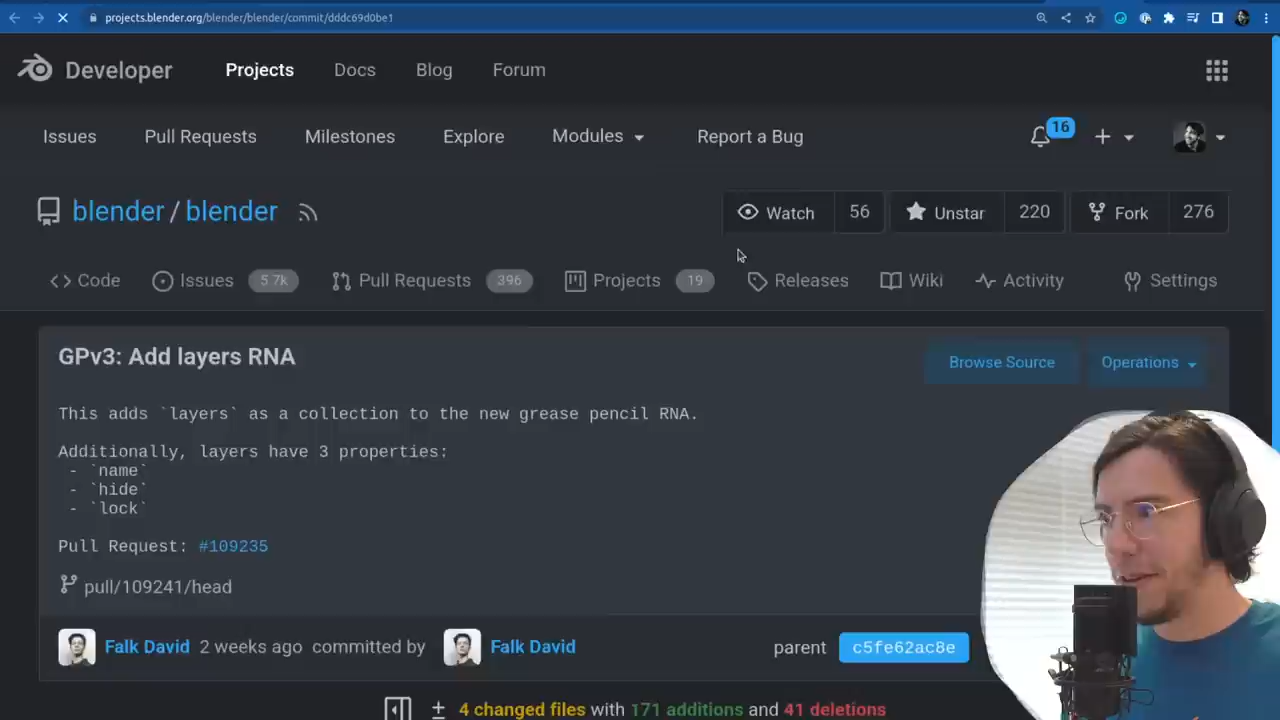 projects.blender.org/blender/blender/commit/dddc69d0be1
Developer Projects Docs Blog Forum
Issues Pull Requests Milestones Explore Modules Report a Bug 16
blender / blender Watch 56 Unstar 220 Fork 276
Code Issues 5.7k Pull Requests 396 Projects 19 Releases Wiki Activity Settings
GPv3: Add layers RNA Browse Source Operations
This adds `layers` as a collection to the new grease pencil RNA.
Additionally, layers have 3 properties:
- `name`
- `hide`
- `lock`
Pull Request: #109235
pull/109241/head
Falk David 2 weeks ago committed by Falk David parent c5fe62ac8e
4 changed files with 171 additions and 41 deletions